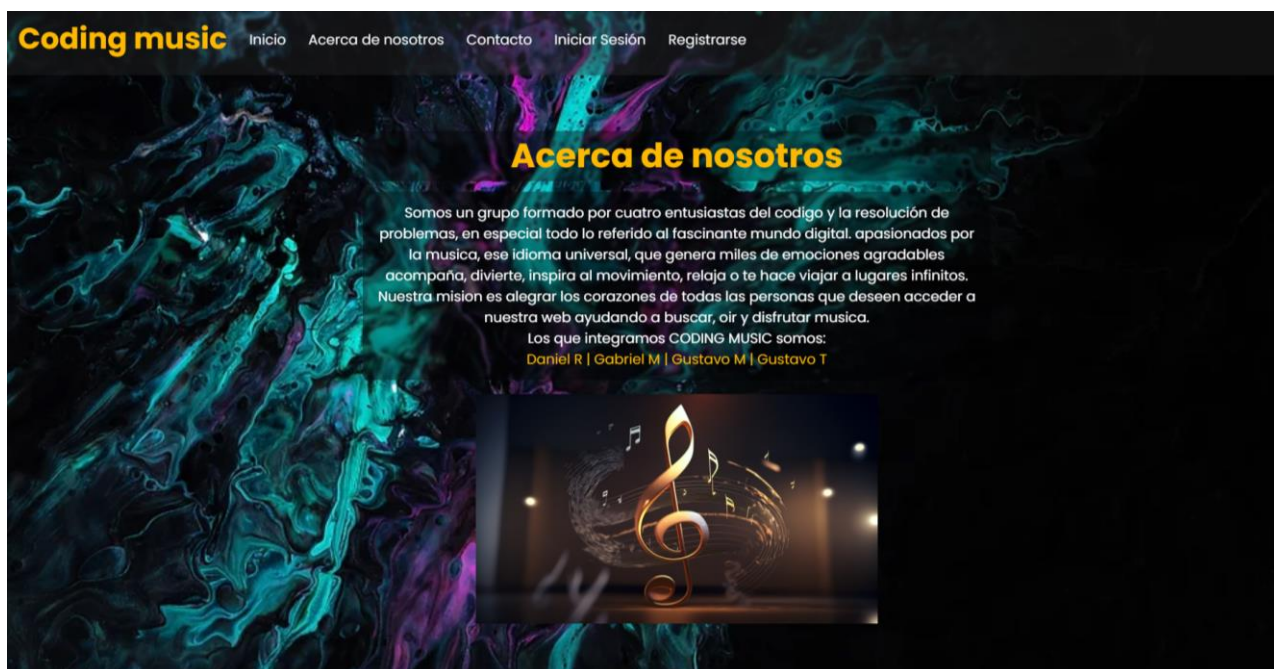 Coding music
Inicio Acerca de nosotros Contacto Iniciar Sesión Registrarse
Acerca de nosotros
Somos un grupo formado por cuatro entusiastas del codigo y la resolución de
problemas, en especial todo lo referido al fascinante mundo digital. apasionados por
la musica, ese idioma universal, que genera miles de emociones agradables
acompaña, divierte, inspira al movimiento, relaja o te hace viajar a lugares infinitos.
Nuestra mision es alegrar los corazones de todas las personas que deseen acceder a
nuestra web ayudando a buscar, oir y disfrutar musica.
Los que integramos CODING MUSIC somos:
Daniel R | Gabriel M | Gustavo M | Gustavo T